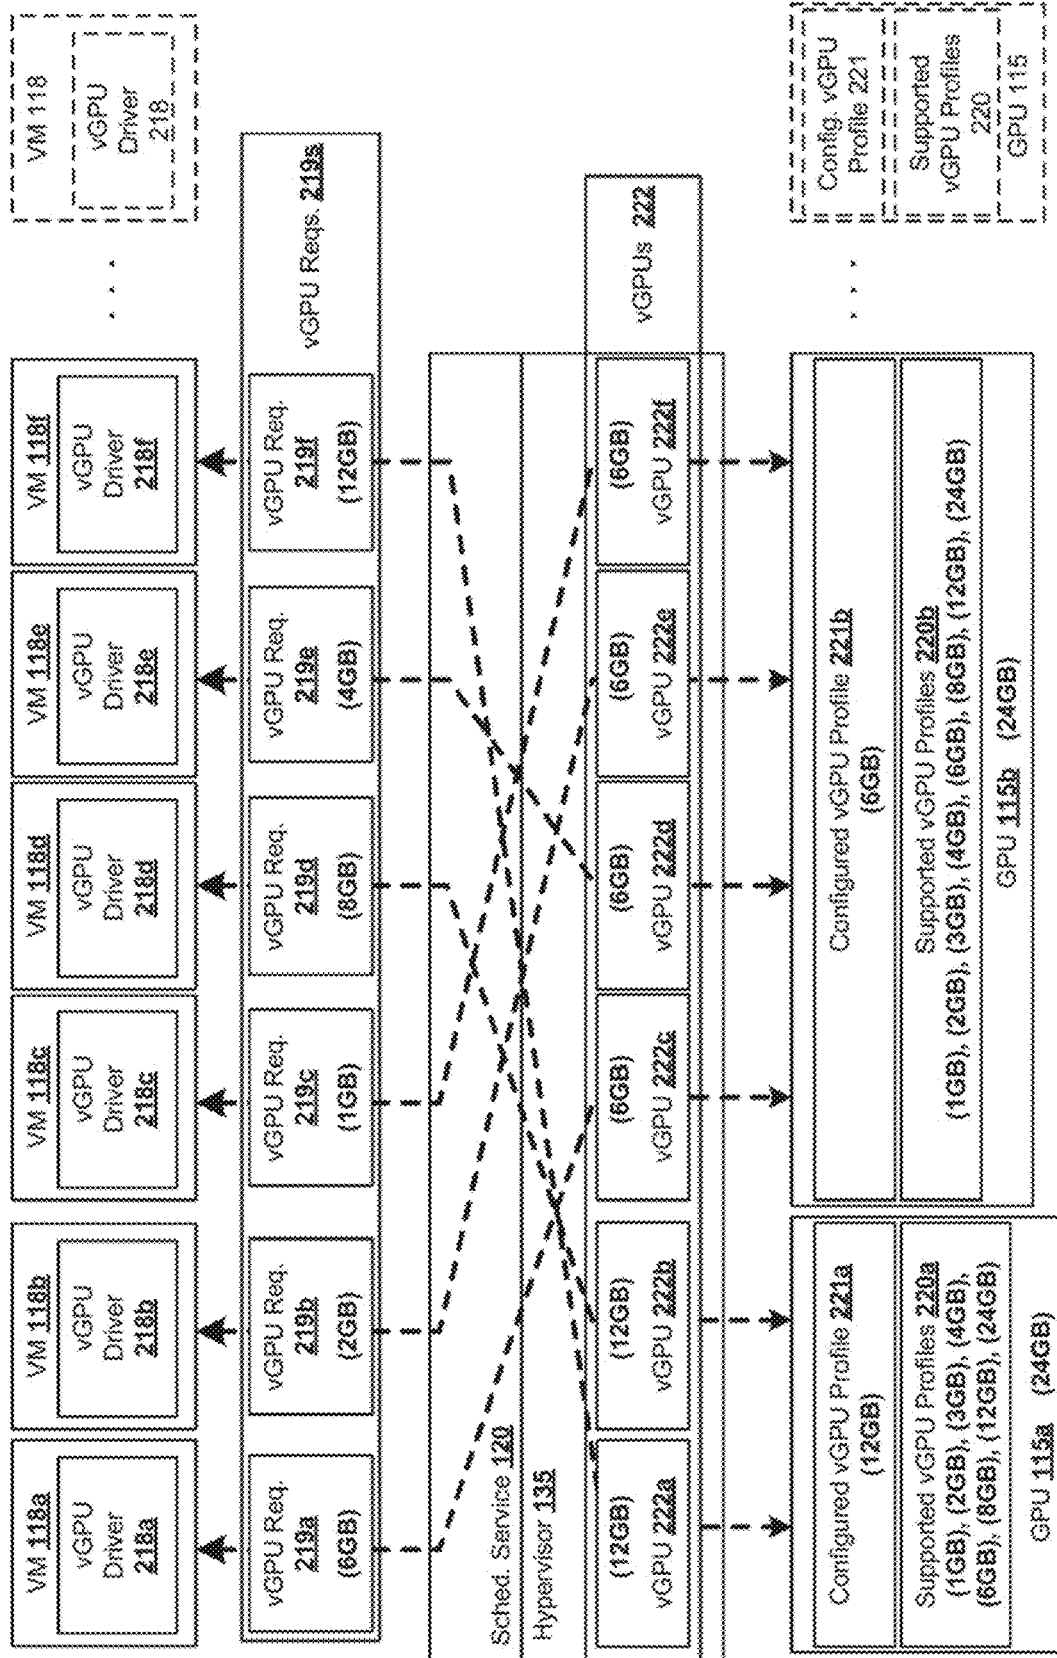 VM 118a
vGPU
Driver
218a
VM 118b
vGPU
Driver
218b
VM 118c
vGPU
Driver
218c
VM 118d
vGPU
Driver
218d
VM 118e
vGPU
Driver
218e
VM 118f
vGPU
Driver
218f
. . .
VM 118
vGPU
Driver
218
vGPU Req.
219a
(6GB)
vGPU Req.
219b
(2GB)
vGPU Req.
219c
(1GB)
vGPU Req.
219d
(8GB)
vGPU Req.
219e
(4GB)
vGPU Req.
219f
(12GB)
vGPU Reqs. 219s
Sched. Service 120
Hypervisor 135
(12GB)
vGPU 222a
(12GB)
vGPU 222b
(6GB)
vGPU 222c
(6GB)
vGPU 222d
(6GB)
vGPU 222e
(6GB)
vGPU 222f
vGPUs 222
Configured vGPU Profile 221a
(12GB)
Supported vGPU Profiles 220a
(1GB), (2GB), (3GB), (4GB),
(6GB), (8GB), (12GB), (24GB)
GPU 115a (24GB)
Configured vGPU Profile 221b
(6GB)
Supported vGPU Profiles 220b
(1GB), (2GB), (3GB), (4GB), (6GB), (8GB), (12GB), (24GB)
GPU 115b (24GB)
. . .
Config. vGPU
Profile 221
Supported
vGPU Profiles
220
GPU 115